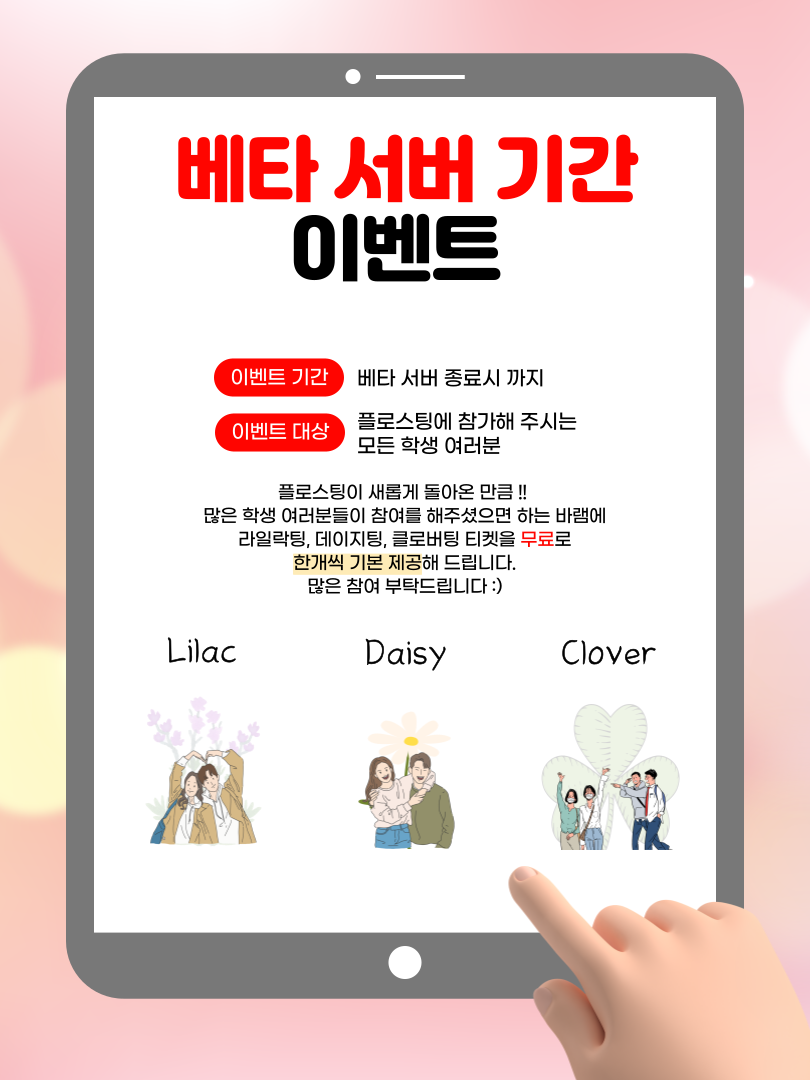 베타 서버 기간
이벤트
이벤트 기간 베타 서버 종료시 까지
이벤트 대상 플로스팅에 참가해 주시는
모든 학생 여러분
플로스팅이 새롭게 돌아온 만큼 !!
많은 학생 여러분들이 참여를 해주셨으면 하는 바램에
라일락팅, 데이지팅, 클로버팅 티켓을 무료로
한개씩 기본 제공해 드립니다.
많은 참여 부탁드립니다 :)
Lilac Daisy Clover